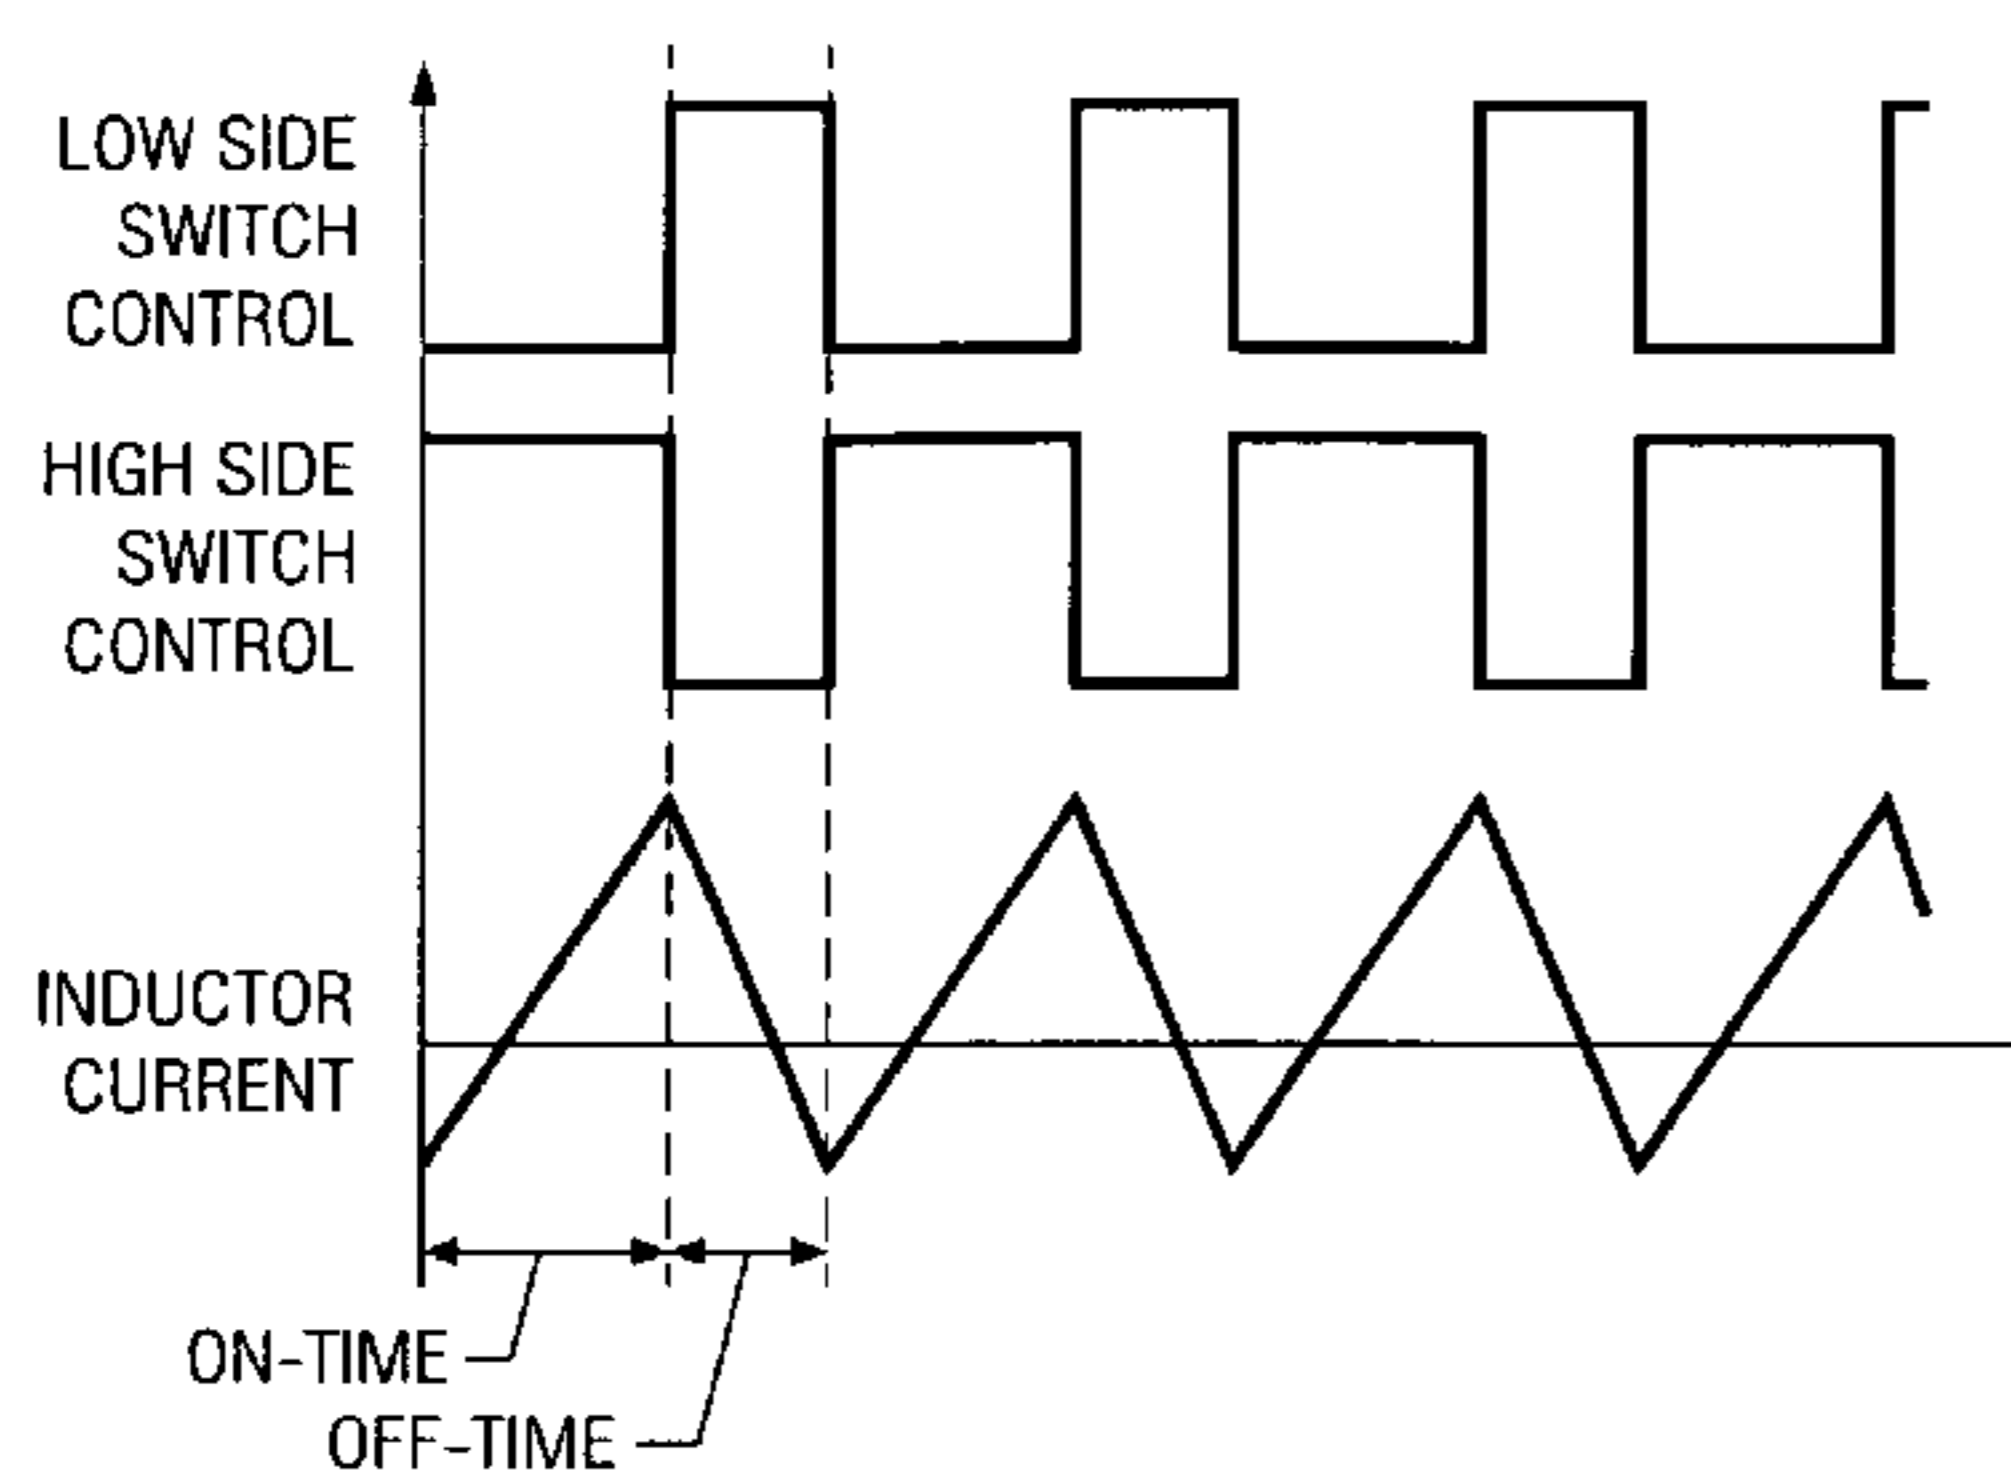 LOW SIDE
SWITCH
CONTROL
HIGH SIDE
SWITCH
CONTROL
INDUCTOR
CURRENT
ON-TIME
OFF-TIME